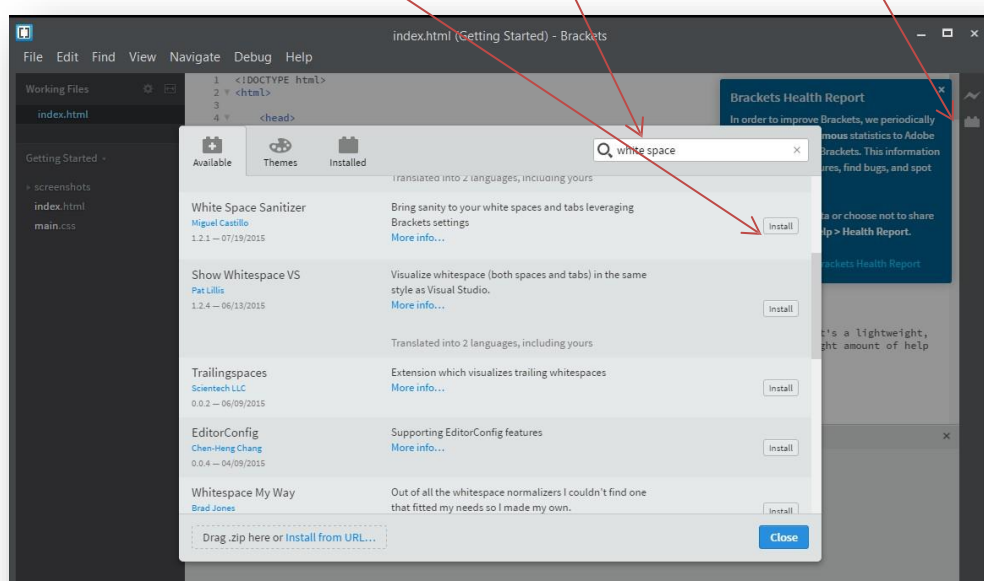 index.html (Getting Started) - Brackets
File Edit Find View Navigate Debug Help
Working Files
index.html
Getting Started
screenshots
index.html
main.css
1 <!DOCTYPE html>
2 <html>
3
4 <head>
Brackets Health Report
In order to improve Brackets, we periodically
mous statistics to Adobe
Brackets. This information
ures, find bugs, and spot
a or choose not to share
lp > Health Report.
rackets Health Report
Available
Themes
Installed
white space
Translated into 2 languages, including yours
White Space Sanitizer
Miguel Castillo
1.2.1 — 07/19/2015
Bring sanity to your white spaces and tabs leveraging
Brackets settings
More info...
Install
Show Whitespace VS
Pat Lillis
1.2.4 — 06/13/2015
Visualize whitespace (both spaces and tabs) in the same
style as Visual Studio.
More info...
Translated into 2 languages, including yours
Install
Trailingspaces
Scientech LLC
0.0.2 — 06/09/2015
Extension which visualizes trailing whitespaces
More info...
Install
EditorConfig
Chen-Heng Chang
0.0.4 — 04/09/2015
Supporting EditorConfig features
More info...
Install
Whitespace My Way
Brad Jones
Out of all the whitespace normalizers I couldn't find one
that fitted my needs so I made my own.
Install
Drag .zip here or Install from URL...
Close
t's a lightweight,
ght amount of help